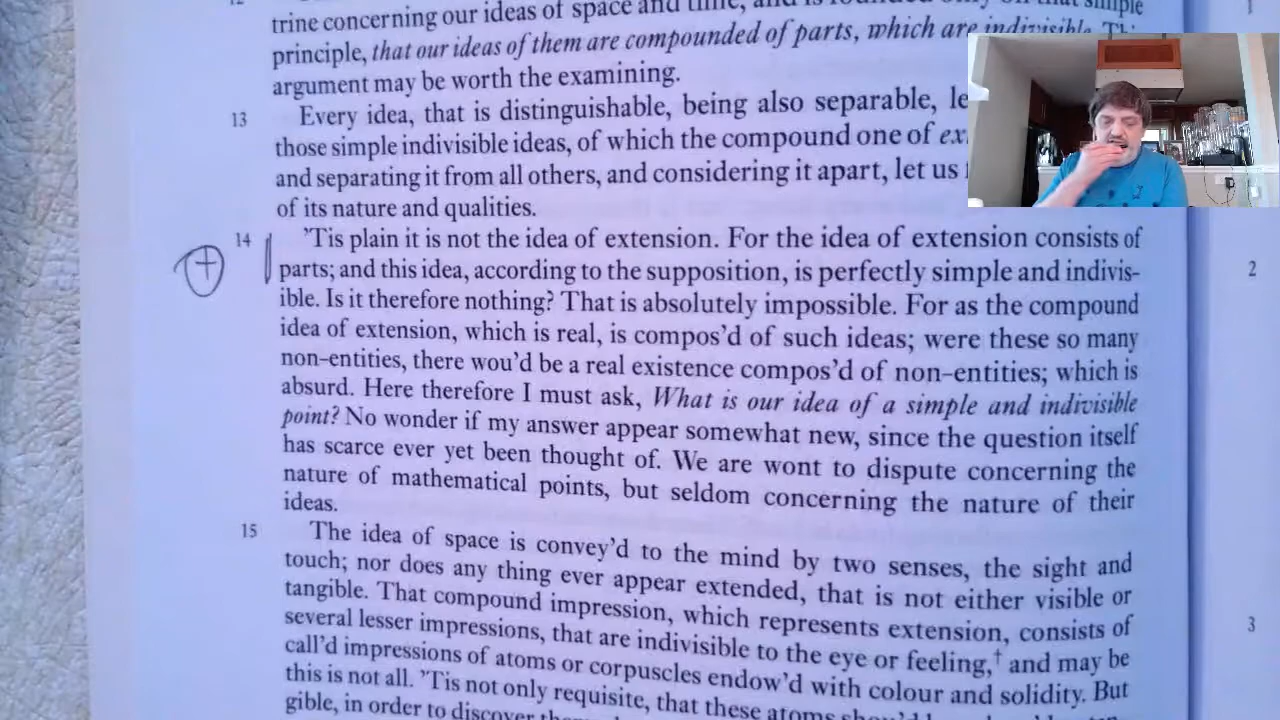 12
trine concerning our ideas of space and time, and is founded only on that simple
principle, that our ideas of them are compounded of parts, which are indivisible. This
argument may be worth the examining.
13 Every idea, that is distinguishable, being also separable, le
those simple indivisible ideas, of which the compound one of ex
and separating it from all others, and considering it apart, let us
of its nature and qualities.
14 ’Tis plain it is not the idea of extension. For the idea of extension consists of
parts; and this idea, according to the supposition, is perfectly simple and indivis-
ible. Is it therefore nothing? That is absolutely impossible. For as the compound
idea of extension, which is real, is compos’d of such ideas; were these so many
non-entities, there wou’d be a real existence compos’d of non-entities; which is
absurd. Here therefore I must ask, What is our idea of a simple and indivisible
point? No wonder if my answer appear somewhat new, since the question itself
has scarce ever yet been thought of. We are wont to dispute concerning the
nature of mathematical points, but seldom concerning the nature of their
ideas.
15 The idea of space is convey’d to the mind by two senses, the sight and
touch; nor does any thing ever appear extended, that is not either visible or
tangible. That compound impression, which represents extension, consists of
several lesser impressions, that are indivisible to the eye or feeling,† and may be
call’d impressions of atoms or corpuscles endow’d with colour and solidity. But
this is not all. ’Tis not only requisite, that these atoms shou’d be
gible, in order to discover
1
2
3